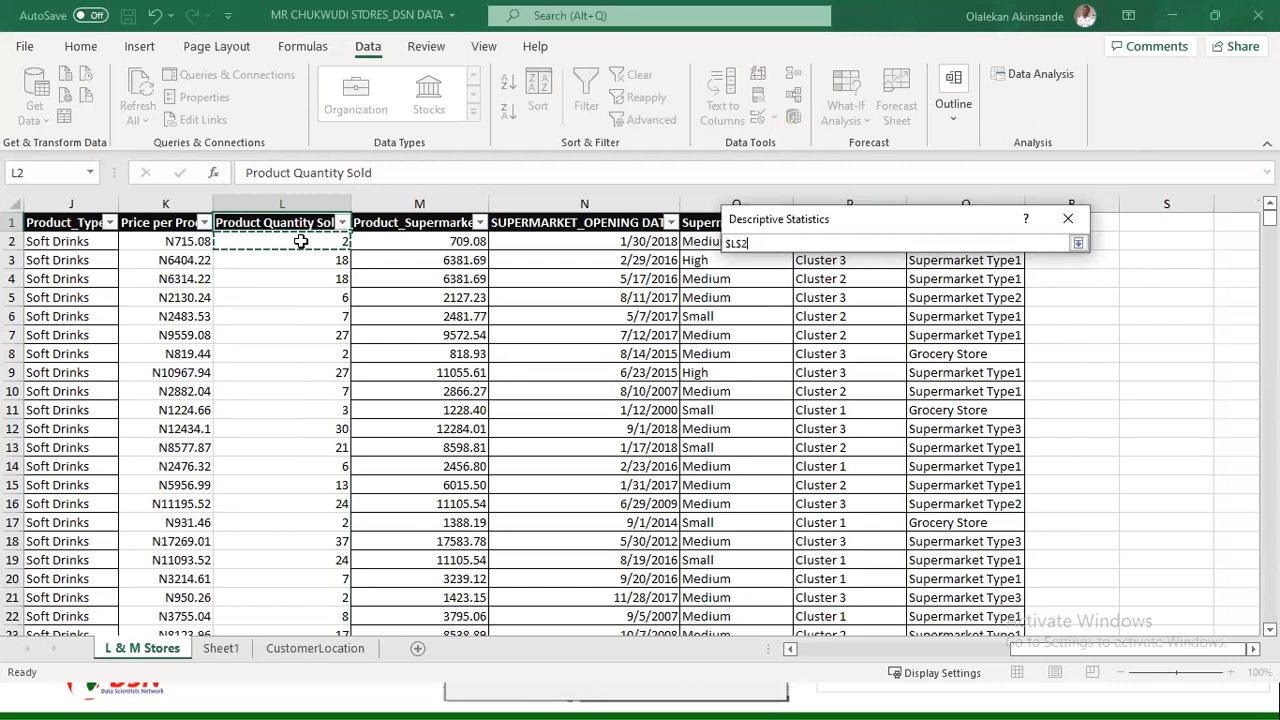 AutoSave Off MR CHUKWUDI STORES_DSN DATA Search (Alt+Q) Olalekan Akinsande
File Home Insert Page Layout Formulas Data Review View Help Comments Share
Get Data Refresh All Queries & Connections Properties Edit Links Organization Stocks Sort Filter Clear Reapply Advanced Text to Columns What-If Analysis Forecast Sheet Outline Data Analysis
Get & Transform Data Queries & Connections Data Types Sort & Filter Data Tools Forecast
L2 fx Product Quantity Sold
J K L M N P Q R S
Descriptive Statistics ?
$L$2
1 Product_Type Price per Pro Product Quantity Sol Product_Supermarke SUPERMARKET_OPENING DAT Supern
2 Soft Drinks N715.08 2 709.08 1/30/2018 Mediu
3 Soft Drinks N6404.22 18 6381.69 2/29/2016 High Cluster 3 Supermarket Type1
4 Soft Drinks N6314.22 18 6381.69 5/17/2016 Medium Cluster 2 Supermarket Type1
5 Soft Drinks N2130.24 6 2127.23 8/11/2017 Medium Cluster 3 Supermarket Type2
6 Soft Drinks N2483.53 7 2481.77 5/7/2017 Small Cluster 2 Supermarket Type1
7 Soft Drinks N9559.08 27 9572.54 7/12/2017 Medium Cluster 2 Supermarket Type1
8 Soft Drinks N819.44 2 818.93 8/14/2015 Medium Cluster 3 Grocery Store
9 Soft Drinks N10967.94 27 11055.61 6/23/2015 High Cluster 3 Supermarket Type1
10 Soft Drinks N2882.04 7 2866.27 8/10/2007 Medium Cluster 3 Supermarket Type1
11 Soft Drinks N1224.66 3 1228.40 1/12/2000 Small Cluster 1 Grocery Store
12 Soft Drinks N12434.1 30 12284.01 9/1/2018 Medium Cluster 3 Supermarket Type3
13 Soft Drinks N8577.87 21 8598.81 1/17/2018 Small Cluster 2 Supermarket Type1
14 Soft Drinks N2476.32 6 2456.80 2/23/2016 Medium Cluster 1 Supermarket Type1
15 Soft Drinks N5956.99 13 6015.50 1/31/2017 Medium Cluster 2 Supermarket Type1
16 Soft Drinks N11195.52 24 11105.54 6/29/2009 Medium Cluster 3 Supermarket Type2
17 Soft Drinks N931.46 2 1388.19 9/1/2014 Small Cluster 1 Grocery Store
18 Soft Drinks N17269.01 37 17583.78 5/30/2012 Medium Cluster 3 Supermarket Type3
19 Soft Drinks N11093.52 24 11105.54 8/19/2016 Small Cluster 1 Supermarket Type1
20 Soft Drinks N3214.61 7 3239.12 9/20/2016 Medium Cluster 1 Supermarket Type1
21 Soft Drinks N950.26 2 1423.15 11/28/2017 Medium Cluster 3 Supermarket Type3
22 Soft Drinks N3755.04 8 3795.06 9/5/2007 Medium Cluster 1 Supermarket Type1
Activate Windows
Go to Settings to activate Windows.
L & M Stores Sheet1 CustomerLocation
Ready Display Settings 100%
DSN
Data Scientists Network